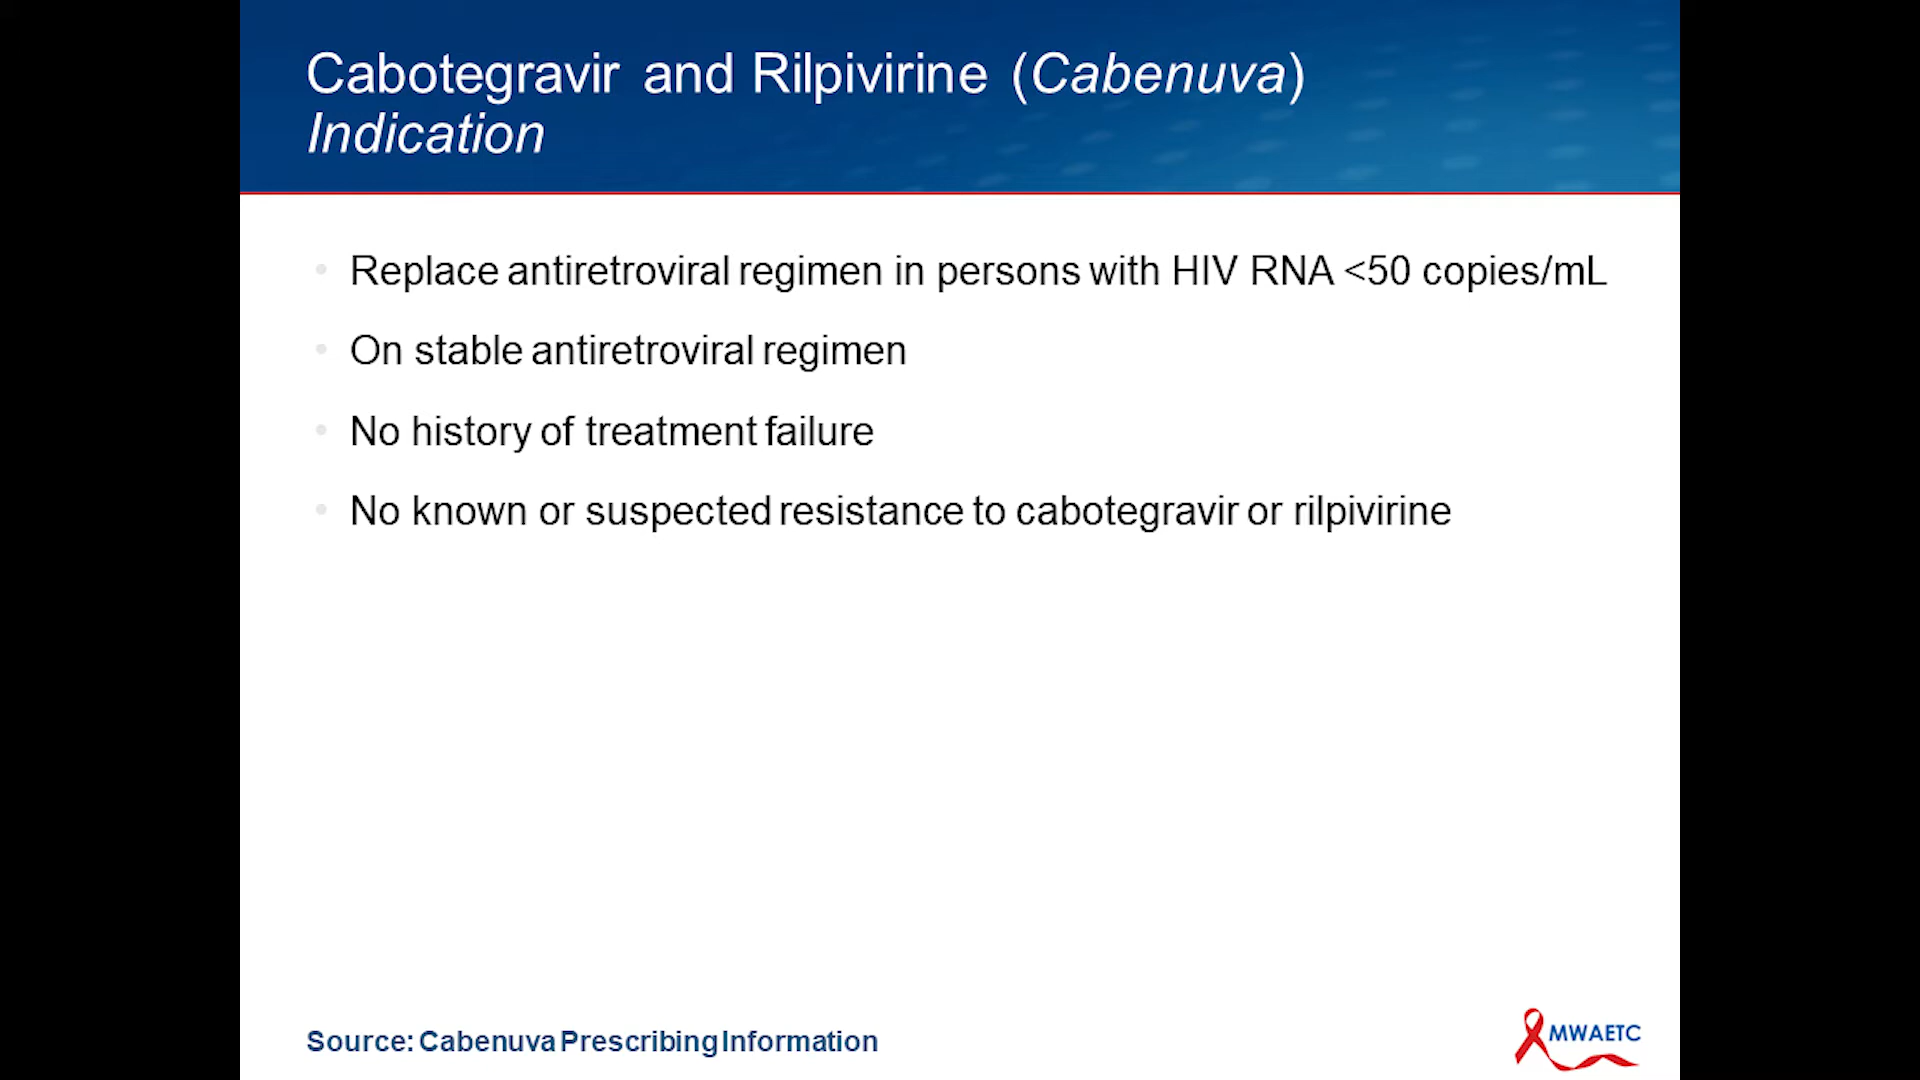 Cabotegravir and Rilpivirine (Cabenuva)
Indication
• Replace antiretroviral regimen in persons with HIV RNA <50 copies/mL
• On stable antiretroviral regimen
• No history of treatment failure
• No known or suspected resistance to cabotegravir or rilpivirine
Source: Cabenuva Prescribing Information
MWAETC